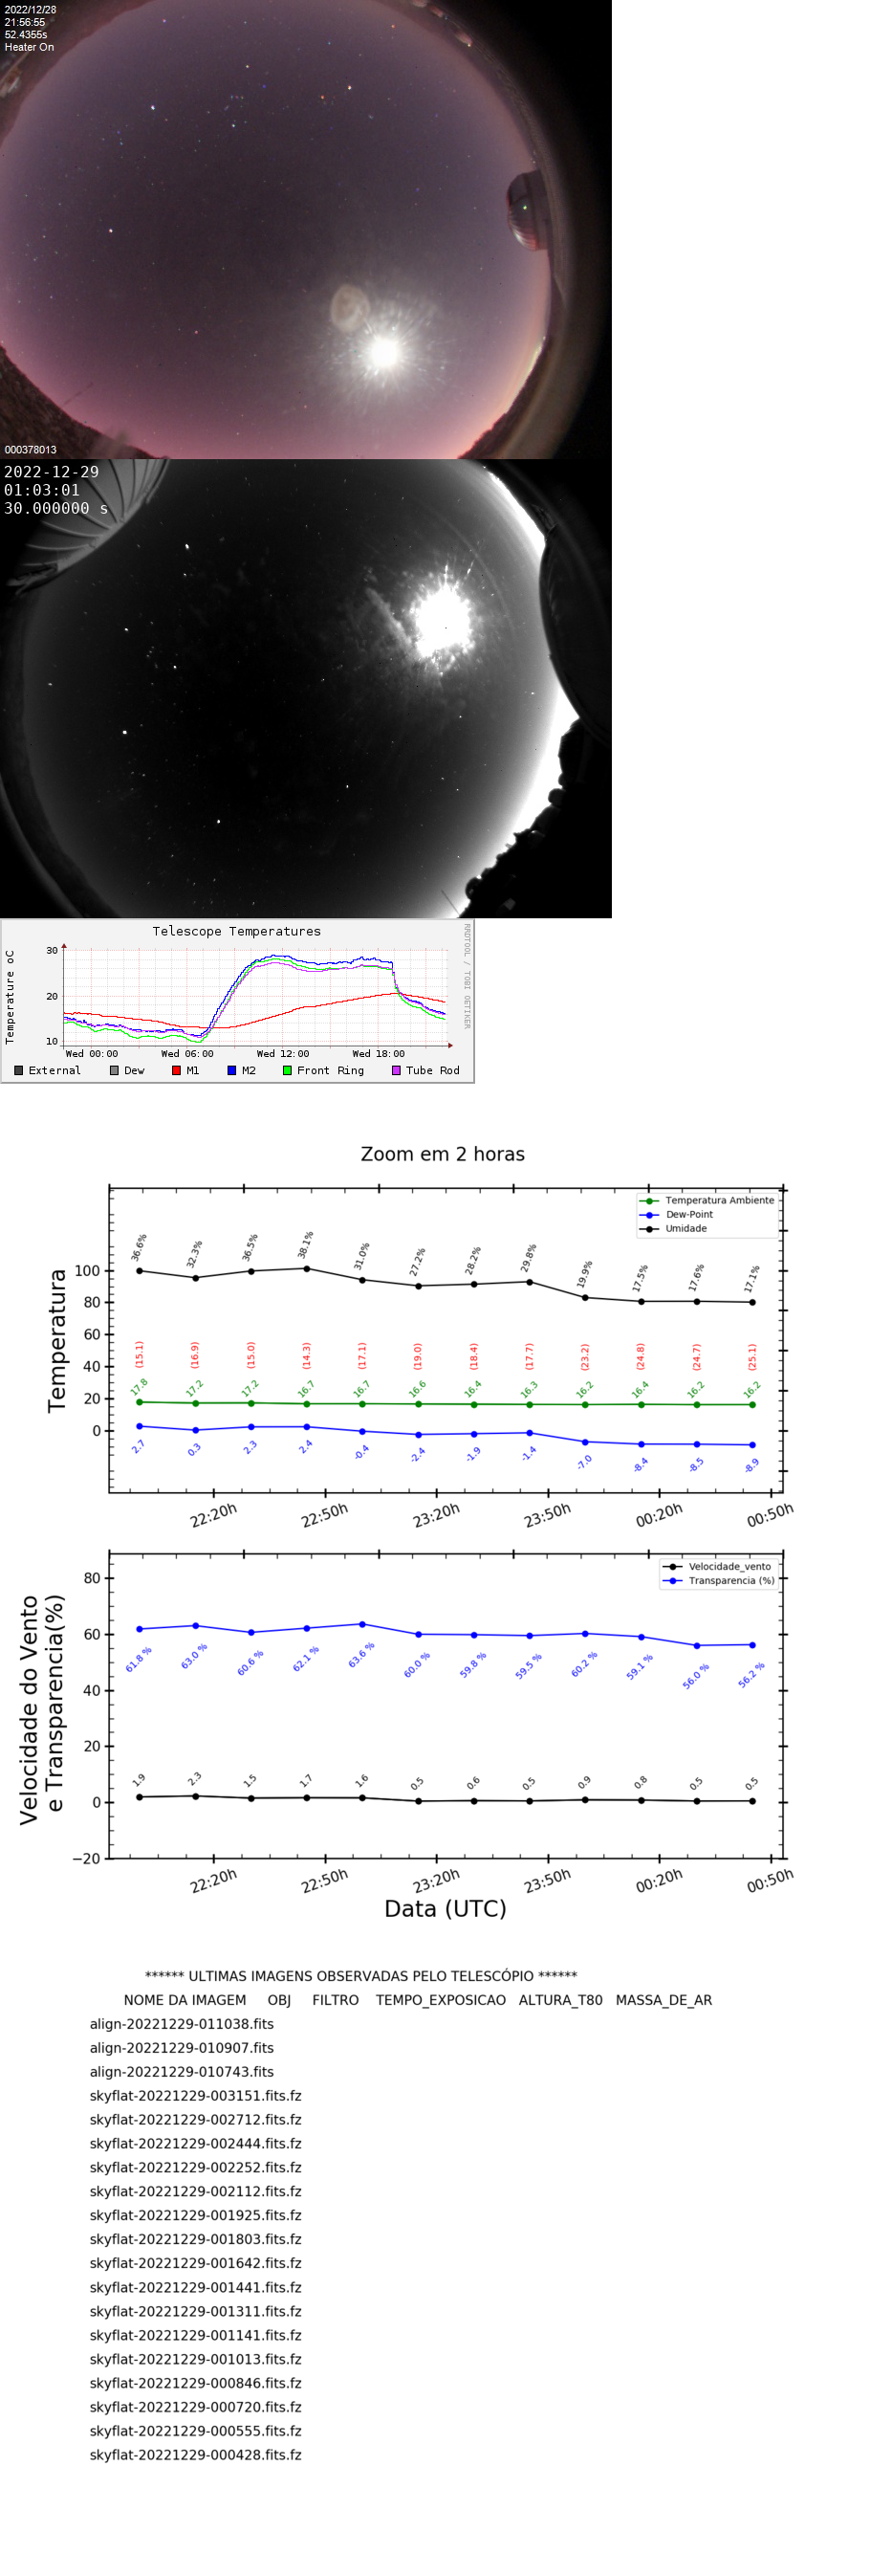 2022/12/28
21:56:55
52.4355s
Heater On
000378013
2022-12-29
01:03:01
30.000000 s
Telescope Temperatures
Temperature oC
RRDTOOL / TOBI OETIKER
30
20
10
Wed 00:00 Wed 06:00 Wed 12:00 Wed 18:00
External Dew M1 M2 Front Ring Tube Rod
Zoom em 2 horas
Temperatura
Temperatura Ambiente
Dew-Point
Umidade
100
80
60
40
20
0
36.6% 32.3% 36.5% 38.1% 31.0% 27.2% 28.2% 29.8% 19.9% 17.5% 17.6% 17.1%
(15.1) (16.9) (15.0) (14.3) (17.1) (19.0) (18.4) (17.7) (23.2) (24.8) (24.7) (25.1)
17.8 17.2 17.2 16.7 16.7 16.6 16.4 16.3 16.2 16.4 16.2 16.2
2.7 0.3 2.3 2.4 -0.4 -2.4 -1.9 -1.4 -7.0 -8.4 -8.5 -8.9
22:20h 22:50h 23:20h 23:50h 00:20h 00:50h
Velocidade do Vento
e Transparencia(%)
Velocidade_vento
Transparencia (%)
80
60
40
20
0
−20
61.8 % 63.0 % 60.6 % 62.1 % 63.6 % 60.0 % 59.8 % 59.5 % 60.2 % 59.1 % 56.0 % 56.2 %
1.9 2.3 1.5 1.7 1.6 0.5 0.6 0.5 0.9 0.8 0.5 0.5
22:20h 22:50h 23:20h 23:50h 00:20h 00:50h
Data (UTC)
****** ULTIMAS IMAGENS OBSERVADAS PELO TELESCÓPIO ******
NOME DA IMAGEM OBJ FILTRO TEMPO_EXPOSICAO ALTURA_T80 MASSA_DE_AR
align-20221229-011038.fits
align-20221229-010907.fits
align-20221229-010743.fits
skyflat-20221229-003151.fits.fz
skyflat-20221229-002712.fits.fz
skyflat-20221229-002444.fits.fz
skyflat-20221229-002252.fits.fz
skyflat-20221229-002112.fits.fz
skyflat-20221229-001925.fits.fz
skyflat-20221229-001803.fits.fz
skyflat-20221229-001642.fits.fz
skyflat-20221229-001441.fits.fz
skyflat-20221229-001311.fits.fz
skyflat-20221229-001141.fits.fz
skyflat-20221229-001013.fits.fz
skyflat-20221229-000846.fits.fz
skyflat-20221229-000720.fits.fz
skyflat-20221229-000555.fits.fz
skyflat-20221229-000428.fits.fz